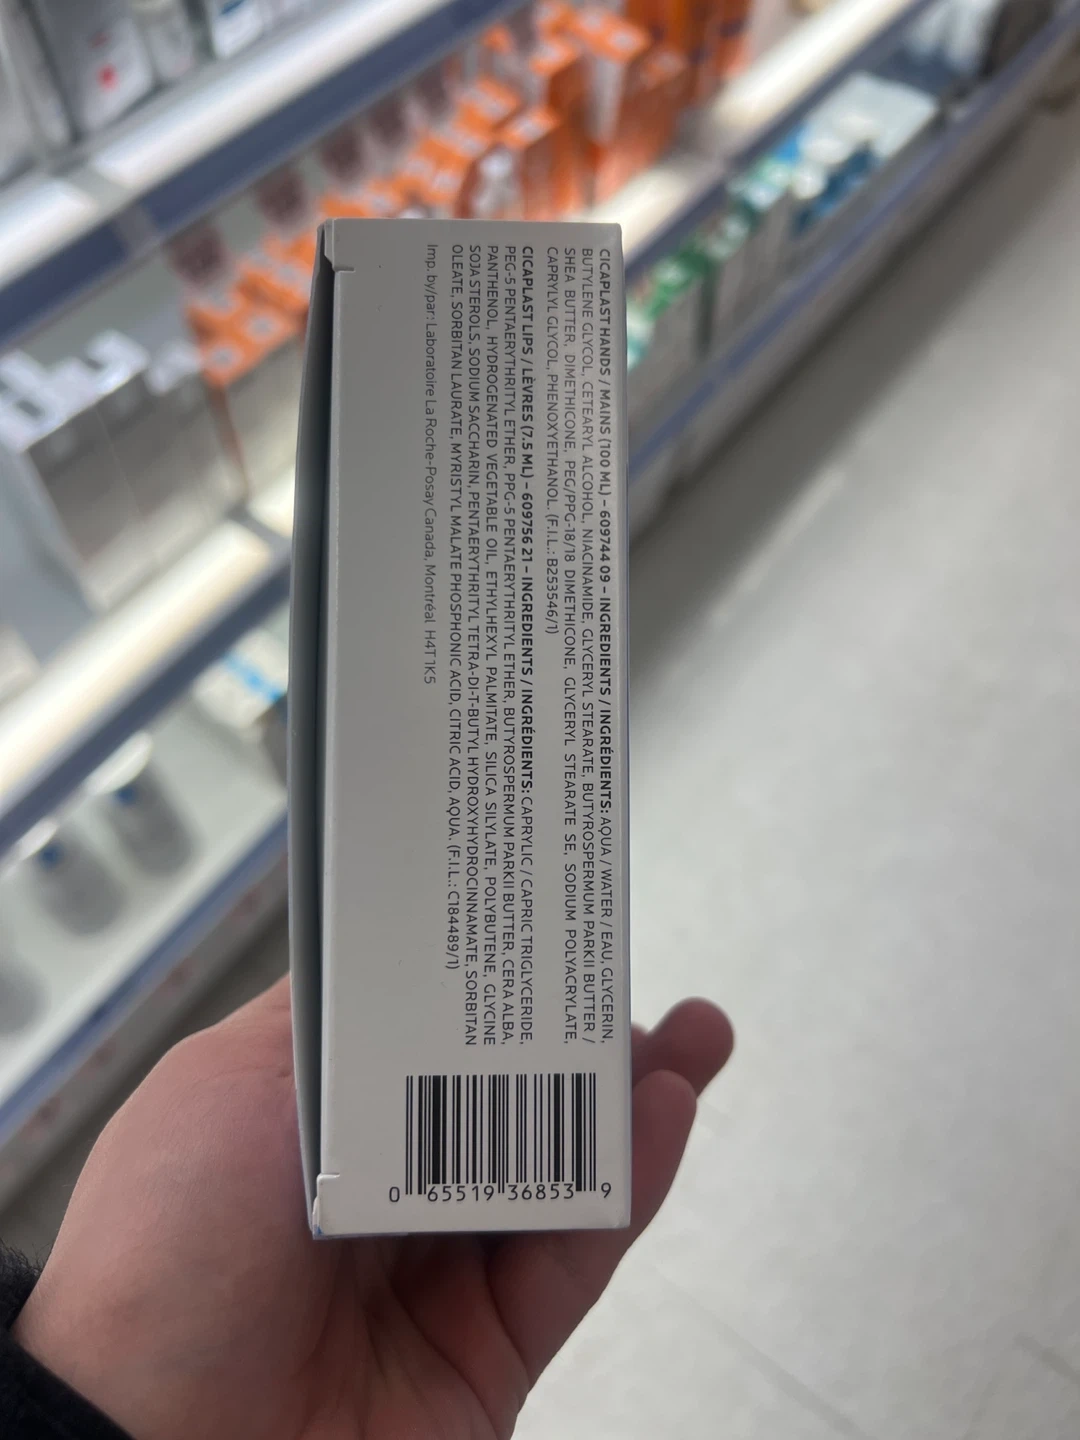 CICAPLAST HANDS / MAINS (100 ML) – 609744 09 – INGREDIENTS / INGRÉDIENTS: AQUA / WATER / EAU, GLYCERIN,
BUTYLENE GLYCOL, CETEARYL ALCOHOL, NIACINAMIDE, GLYCERYL STEARATE, BUTYROSPERMUM PARKII BUTTER /
SHEA BUTTER, DIMETHICONE, PEG/PPG-18/18 DIMETHICONE, GLYCERYL STEARATE SE, SODIUM POLYACRYLATE,
CAPRYLYL GLYCOL, PHENOXYETHANOL. (F.I.L.: B253546/1)
CICAPLAST LIPS / LÈVRES (7.5 ML) – 609756 21 – INGREDIENTS / INGRÉDIENTS: CAPRYLIC / CAPRIC TRIGLYCERIDE,
PEG-5 PENTAERYTHRITYL ETHER, PPG-5 PENTAERYTHRITYL ETHER, BUTYROSPERMUM PARKII BUTTER, CERA ALBA,
PANTHENOL, HYDROGENATED VEGETABLE OIL, ETHYLHEXYL PALMITATE, SILICA SILYLATE, POLYBUTENE, GLYCINE
SOJA STEROLS, SODIUM SACCHARIN, PENTAERYTHRITYL TETRA-DI-T-BUTYL HYDROXYHYDROCINNAMATE, SORBITAN
OLEATE, SORBITAN LAURATE, MYRISTYL MALATE PHOSPHONIC ACID, CITRIC ACID, AQUA. (F.I.L.: C184489/1)
Imp. by/par: Laboratoire La Roche-Posay Canada, Montréal H4T 1K5
0 65519 36853 9